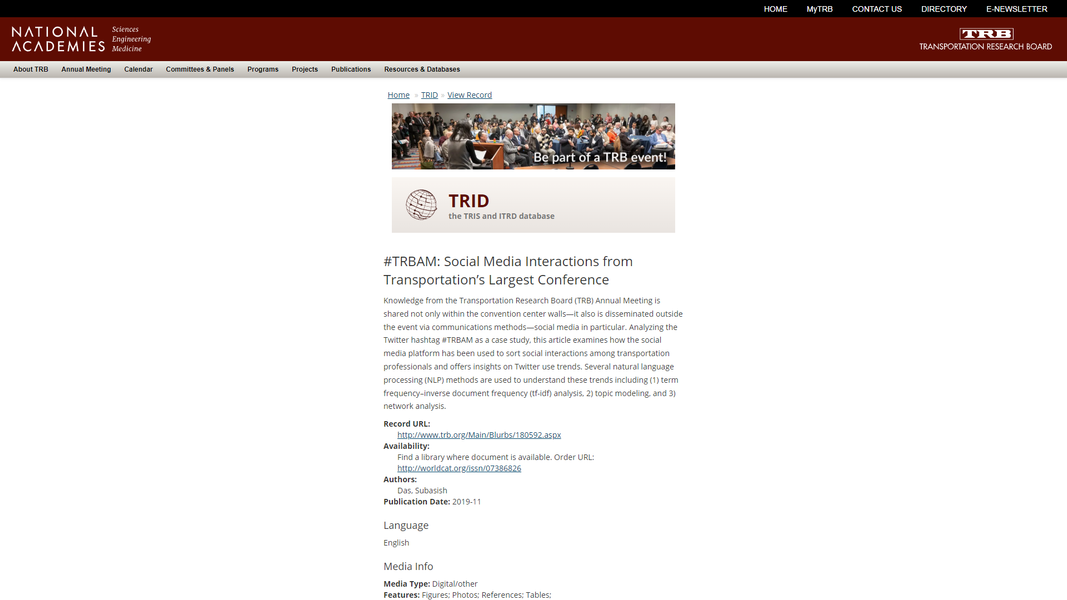 HOME MyTRB CONTACT US DIRECTORY E-NEWSLETTER
NATIONAL ACADEMIES
Sciences
Engineering
Medicine
TRB
TRANSPORTATION RESEARCH BOARD
About TRB Annual Meeting Calendar Committees & Panels Programs Projects Publications Resources & Databases
Home » TRID » View Record
Be part of a TRB event!
TRID
the TRIS and ITRD database
#TRBAM: Social Media Interactions from
Transportation’s Largest Conference
Knowledge from the Transportation Research Board (TRB) Annual Meeting is
shared not only within the convention center walls—it also is disseminated outside
the event via communications methods—social media in particular. Analyzing the
Twitter hashtag #TRBAM as a case study, this article examines how the social
media platform has been used to sort social interactions among transportation
professionals and offers insights on Twitter use trends. Several natural language
processing (NLP) methods are used to understand these trends including (1) term
frequency–inverse document frequency (tf-idf) analysis, 2) topic modeling, and 3)
network analysis.
Record URL:
http://www.trb.org/Main/Blurbs/180592.aspx
Availability:
Find a library where document is available. Order URL:
http://worldcat.org/issn/07386826
Authors:
Das, Subasish
Publication Date: 2019-11
Language
English
Media Info
Media Type: Digital/other
Features: Figures; Photos; References; Tables;